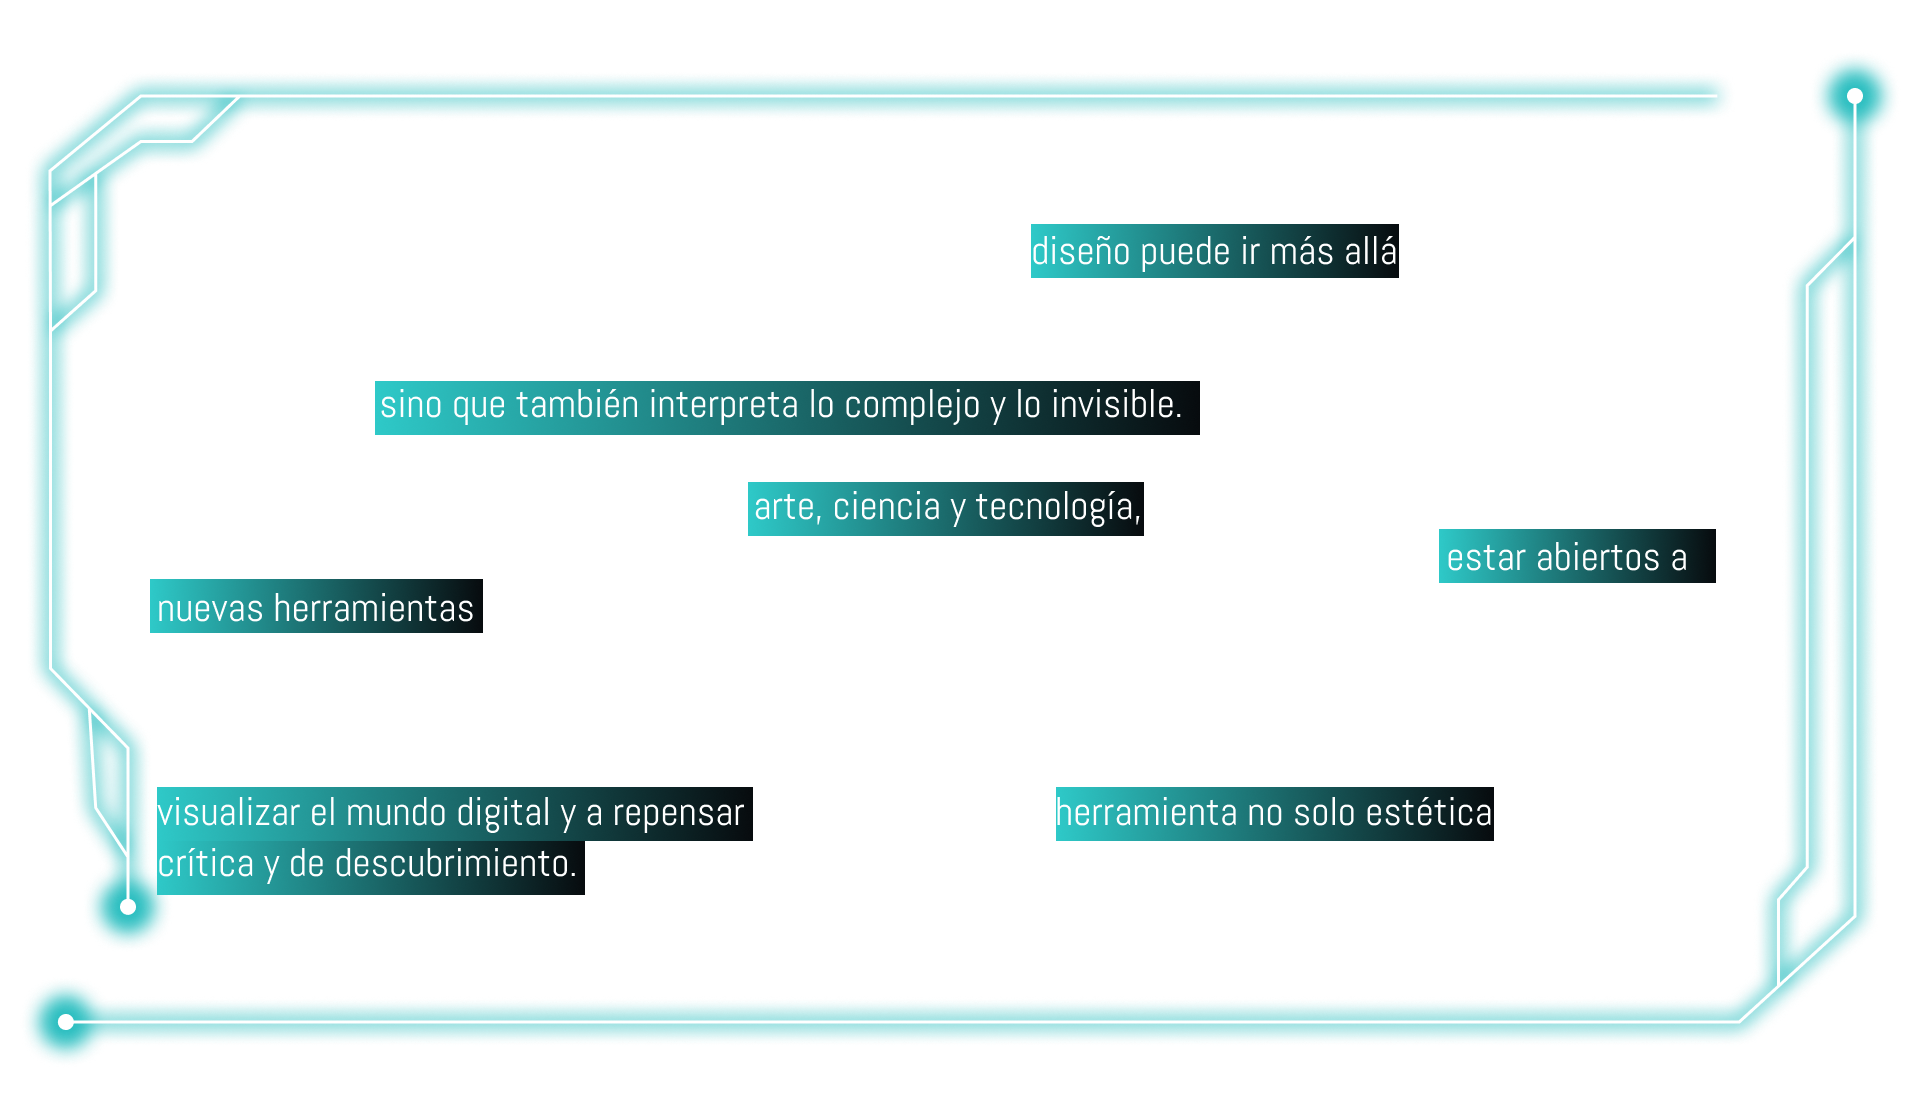 diseño puede ir más allá
sino que también interpreta lo complejo y lo invisible.
arte, ciencia y tecnología,
estar abiertos a
nuevas herramientas
visualizar el mundo digital y a repensar
herramienta no solo estética
crítica y de descubrimiento.